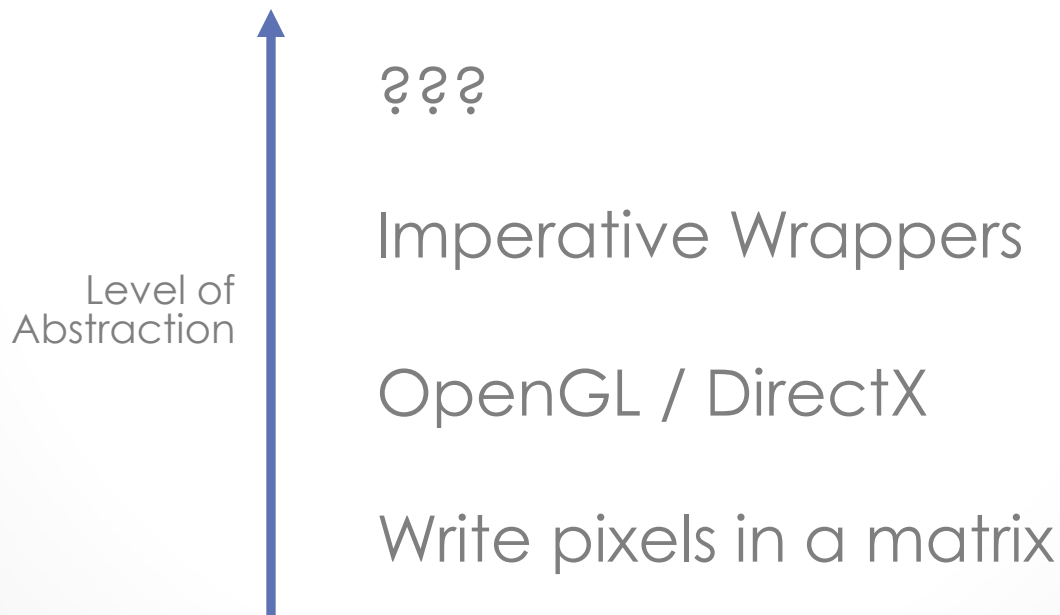 ???
Imperative Wrappers
Level of
Abstraction
OpenGL / DirectX
Write pixels in a matrix